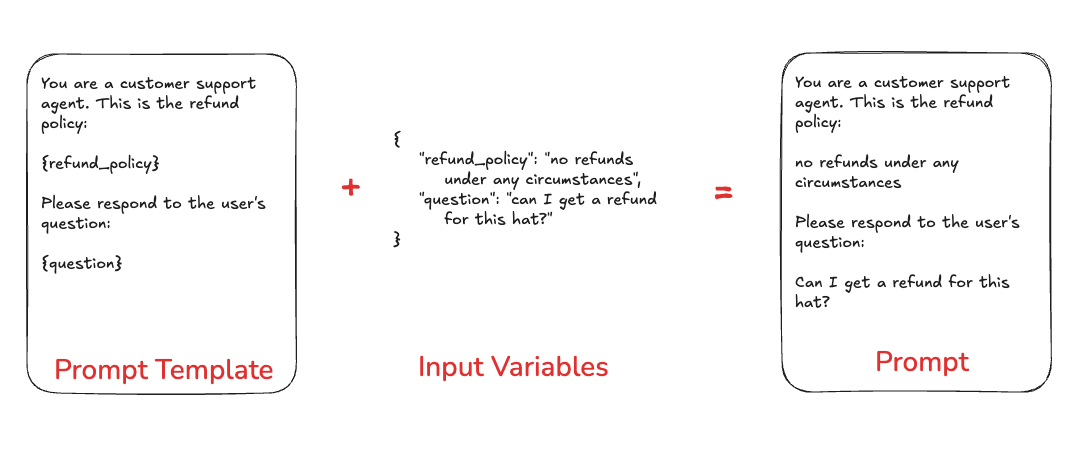 You are a customer support
agent. This is the refund
policy:
{refund_policy}
Please respond to the user's
question:
{question}
Prompt Template
+
{
"refund_policy": "no refunds
under any circumstances",
"question": "can I get a refund
for this hat?"
}
Input Variables
=
You are a customer support
agent. This is the refund
policy:
no refunds under any
circumstances
Please respond to the user's
question:
Can I get a refund for this
hat?
Prompt